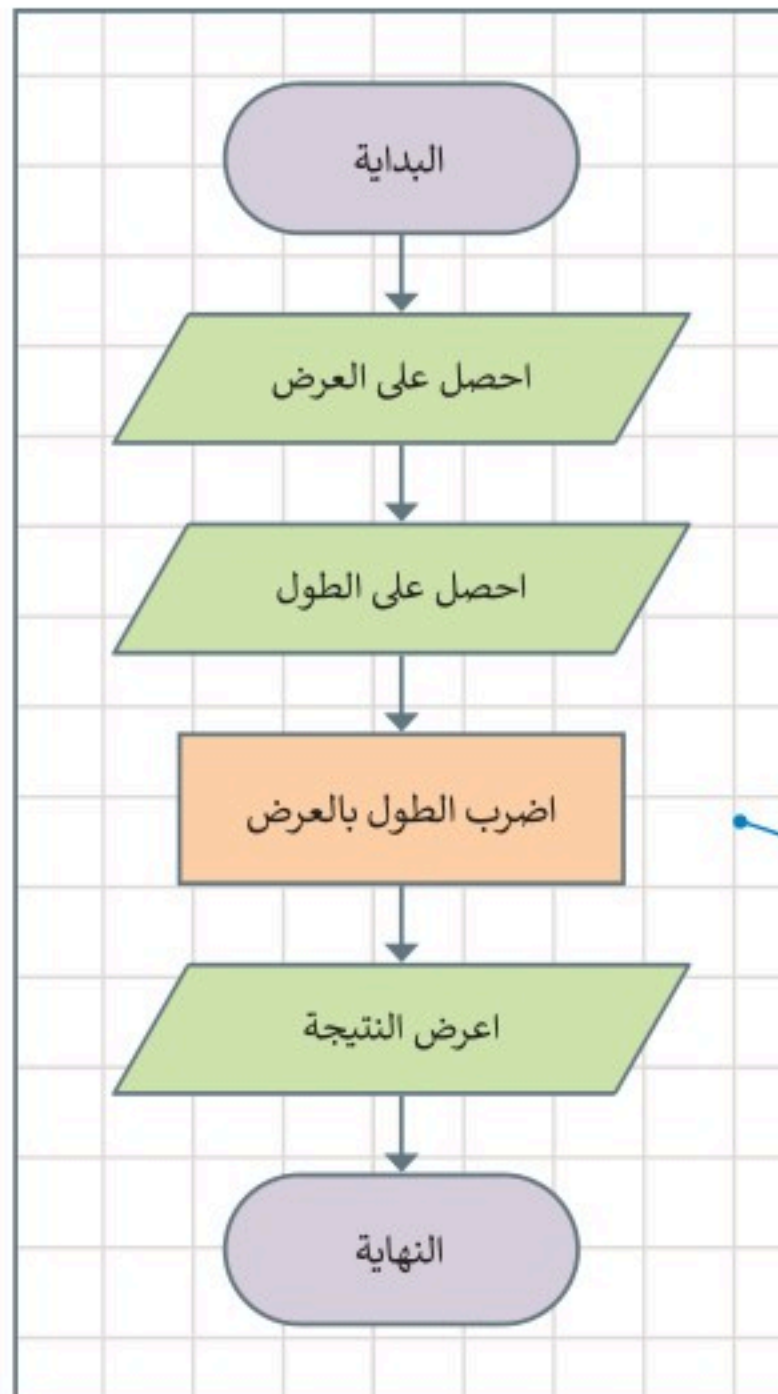 البداية
احصل على العرض
احصل على الطول
اضرب الطول بالعرض
اعرض النتيجة
النهاية